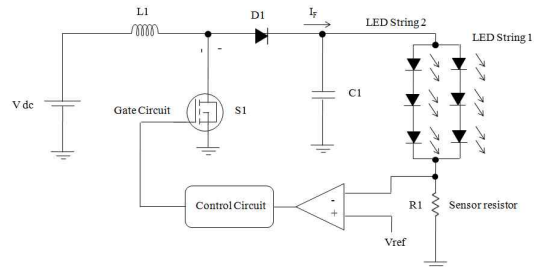 L1
D1
I_F
LED String 2
LED String 1
V dc
Gate Circuit
S1
C1
Control Circuit
-
+
R1
Sensor resistor
Vref